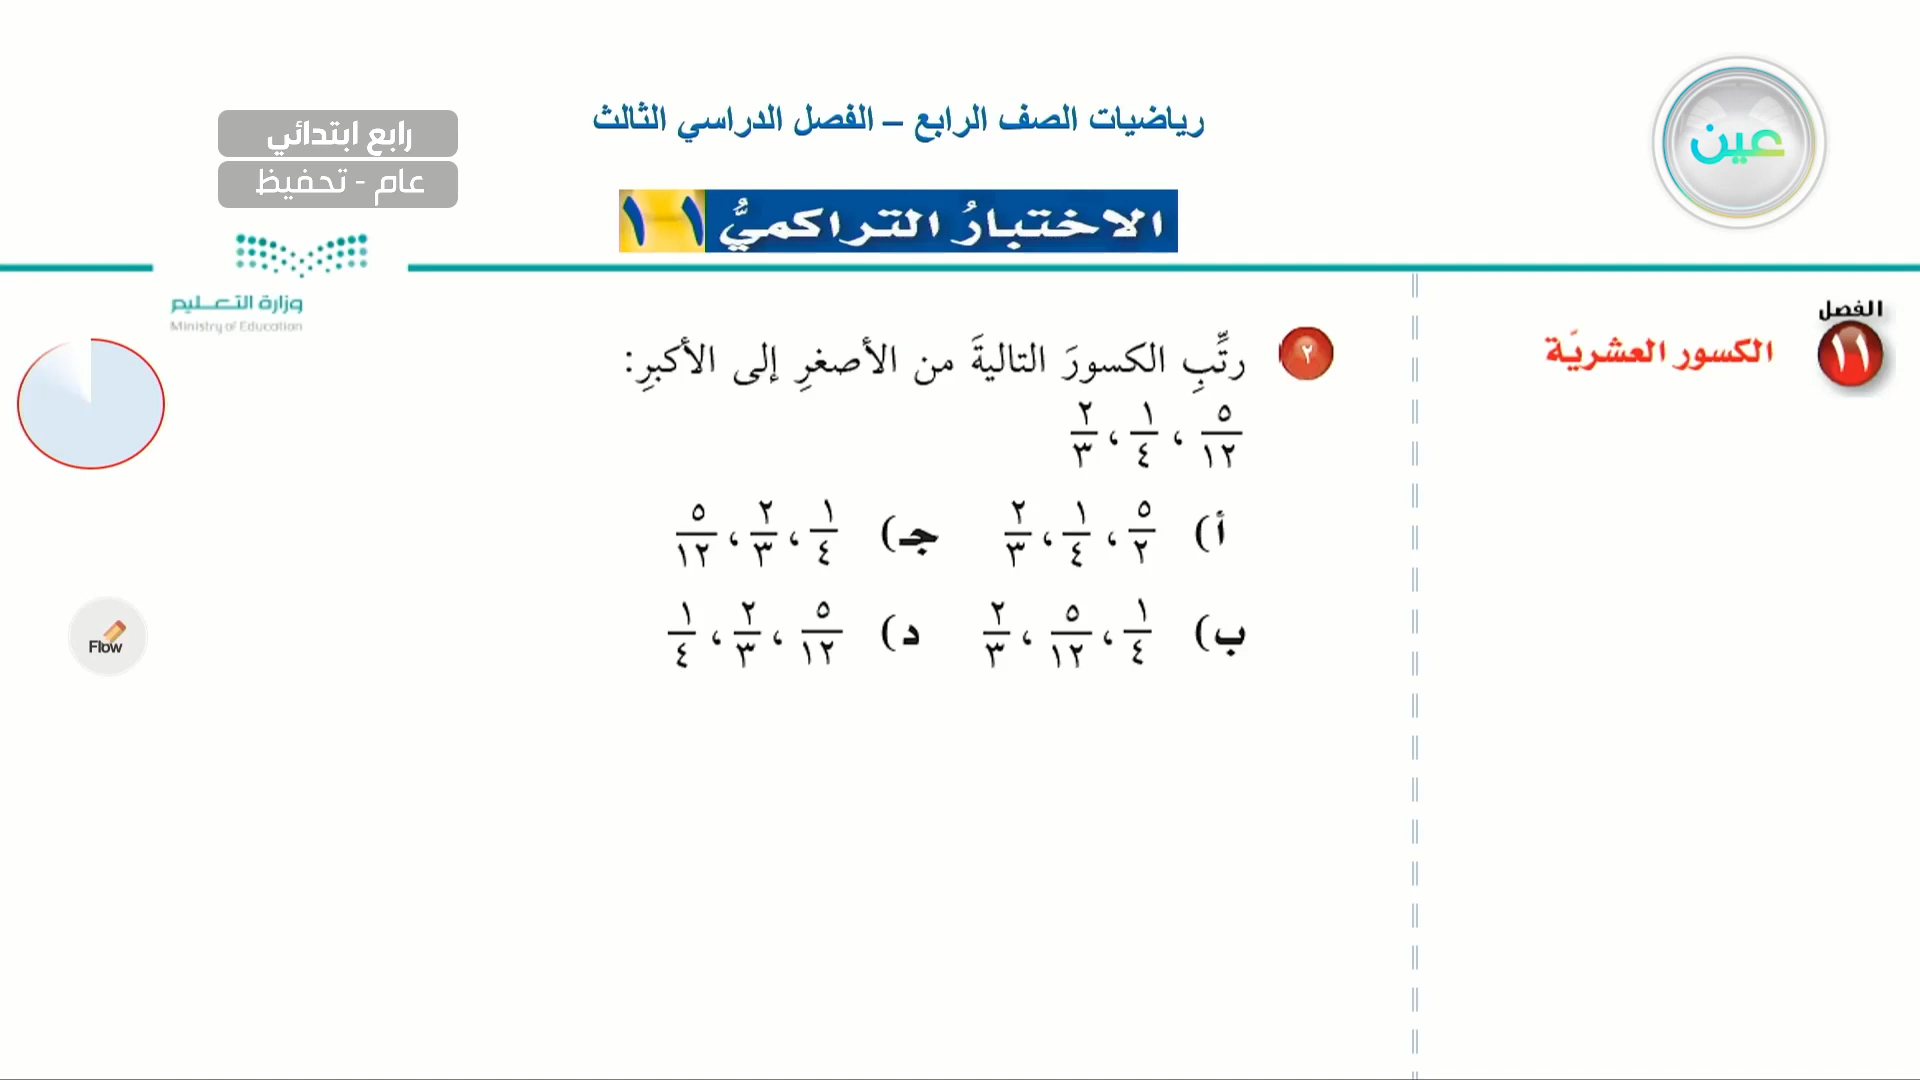 عين
رياضيات الصف الرابع – الفصل الدراسي الثالث
رابع ابتدائي
عام - تحفيظ
الاختبارُ التراكميُّ ١١
وزارة التعليم
Ministry of Education
الفصل
١١ الكسور العشريَة
٢ رتِّبِ الكسورَ التاليةَ من الأصغرِ إلى الأكبرِ:
٥/١٢ ، ١/٤ ، ٢/٣
أ) ٥/٢ ، ١/٤ ، ٢/٣ جـ) ١/٤ ، ٢/٣ ، ٥/١٢
ب) ١/٤ ، ٥/١٢ ، ٢/٣ د) ٥/١٢ ، ٢/٣ ، ١/٤
Flow